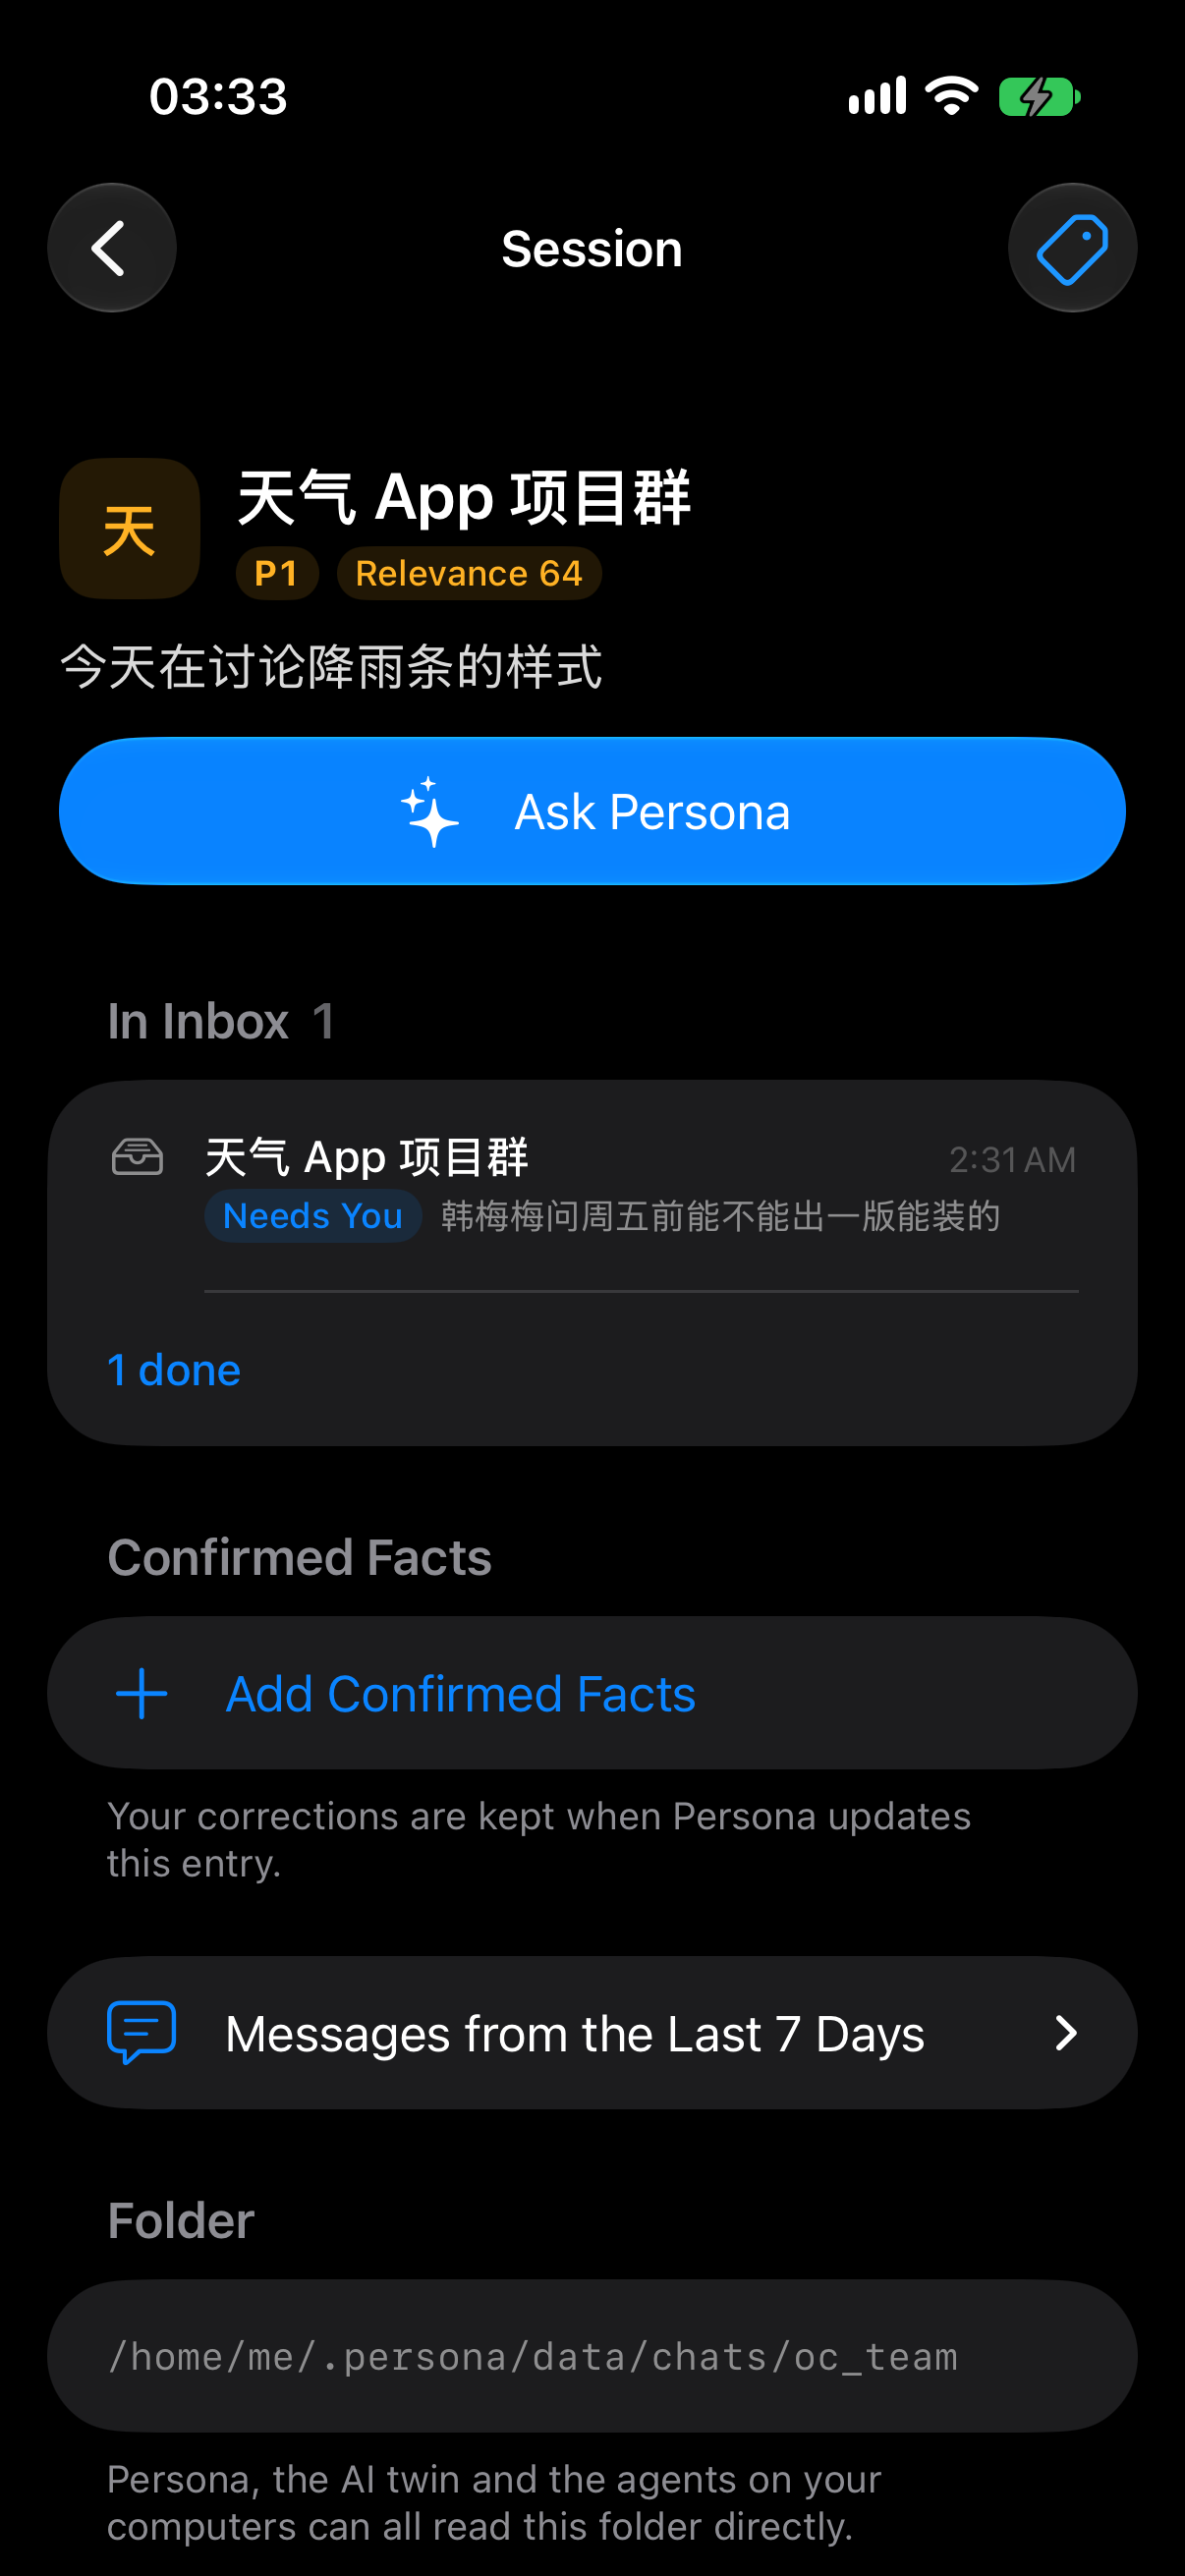 03:33
Session
天
天气 App 项目群
P1 Relevance 64
今天在讨论降雨条的样式
Ask Persona
In Inbox 1
天气 App 项目群 2:31 AM
Needs You 韩梅梅问周五前能不能出一版能装的
1 done
Confirmed Facts
Add Confirmed Facts
Your corrections are kept when Persona updates
this entry.
Messages from the Last 7 Days
Folder
/home/me/.persona/data/chats/oc_team
Persona, the AI twin and the agents on your
computers can all read this folder directly.